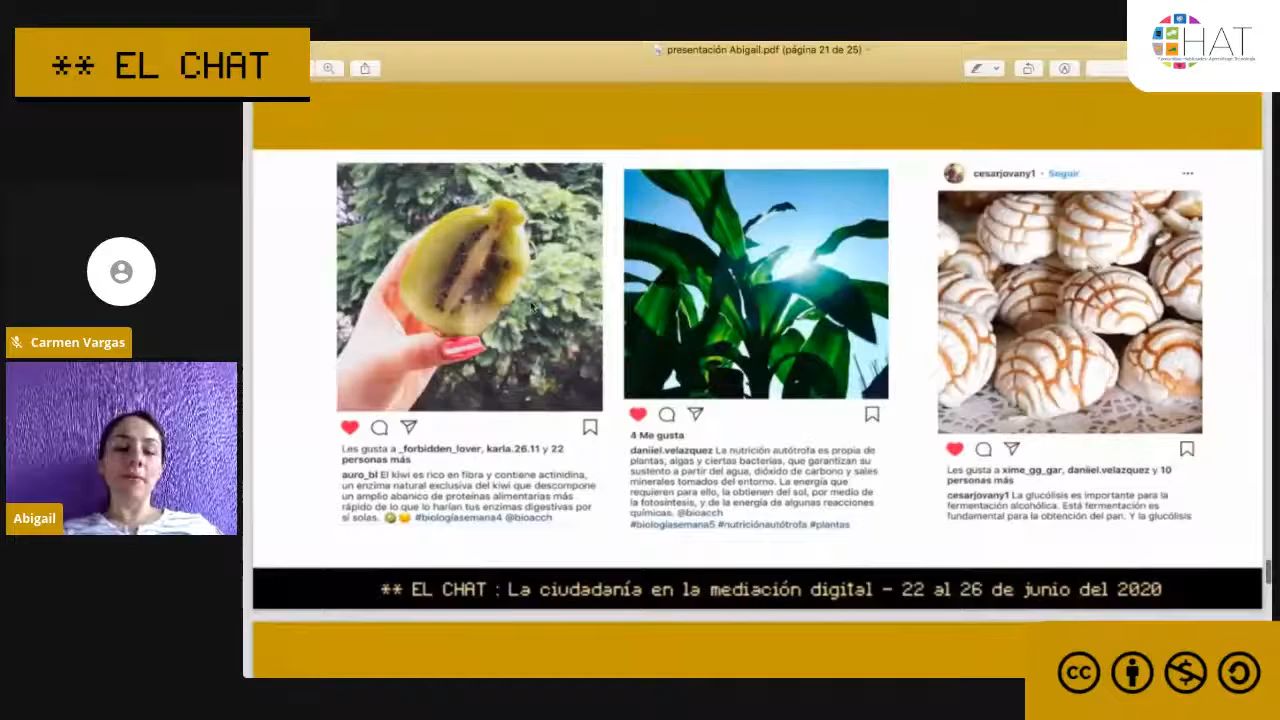 ** EL CHAT
presentación Abigail.pdf (página 21 de 25)
HAT
Carmen Vargas
Abigail
Les gusta a _forbidden_lover, karla.26.11 y 22
personas más
auro_bl El kiwi es rico en fibra y contiene actinidina,
un enzima natural exclusiva del kiwi que descompone
un amplio abanico de proteínas alimentarias más
rápido de lo que lo harían tus enzimas digestivas por
sí solas. #biologíasemana4 @bioacch
4 Me gusta
daniiel.velazquez La nutrición autótrofa es propia de
plantas, algas y ciertas bacterias, que garantizan su
sustento a partir del agua, dióxido de carbono y sales
minerales tomados del entorno. La energía que
requieren para ello, la obtienen del sol, por medio de
la fotosíntesis, y de la energía de algunas reacciones
químicas. @bioacch
#biologíasemana5 #nutriciónautótrofa #plantas
cesarjovany1 · Seguir
Les gusta a xime_gg_gar, daniiel.velazquez y 10
personas más
cesarjovany1 La glucólisis es importante para la
fermentación alcohólica. Está fermentación es
fundamental para la obtención del pan. Y la glucólisis
** EL CHAT : La ciudadanía en la mediación digital - 22 al 26 de junio del 2020
cc